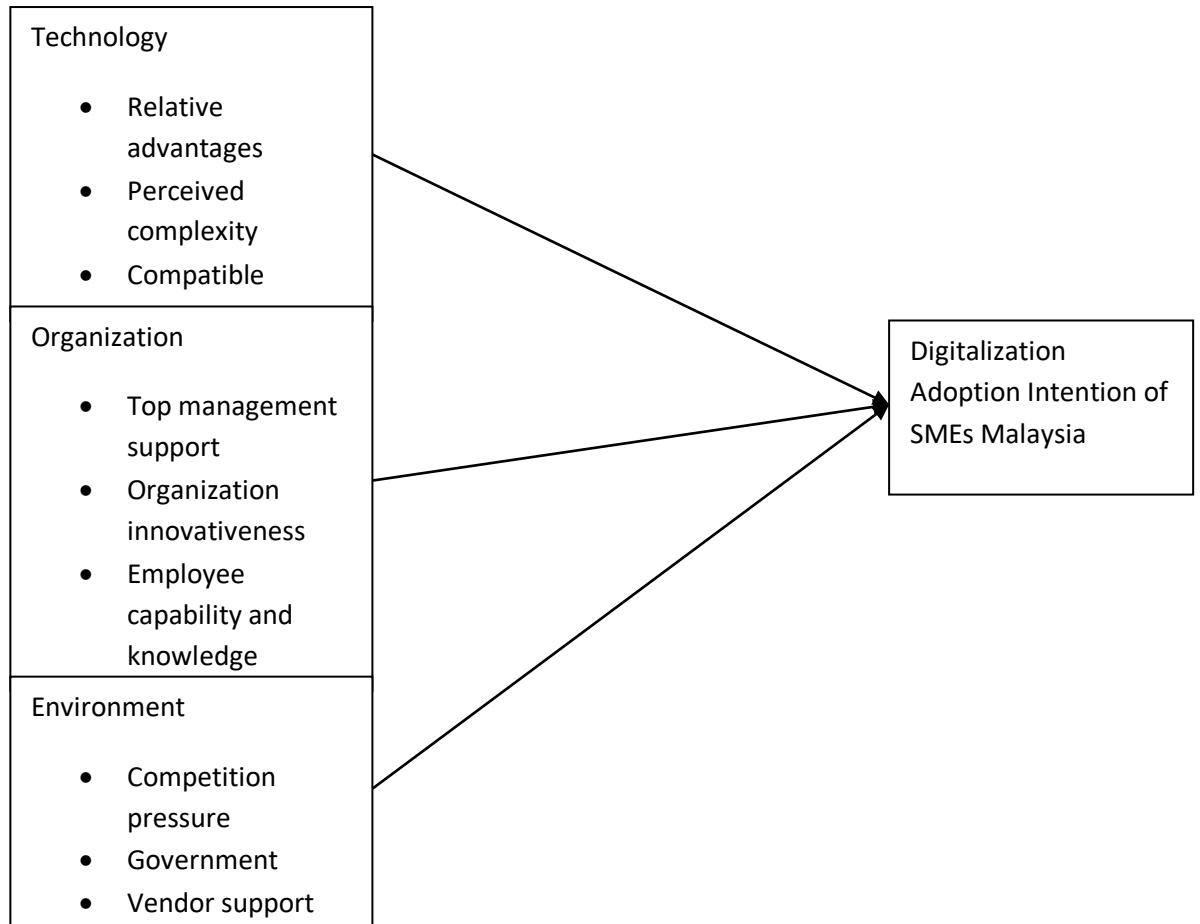 Technology
• Relative
advantages
• Perceived
complexity
• Compatible
Organization
• Top management
support
• Organization
innovativeness
• Employee
capability and
knowledge
Environment
• Competition
pressure
• Government
• Vendor support
Digitalization
Adoption Intention of
SMEs Malaysia